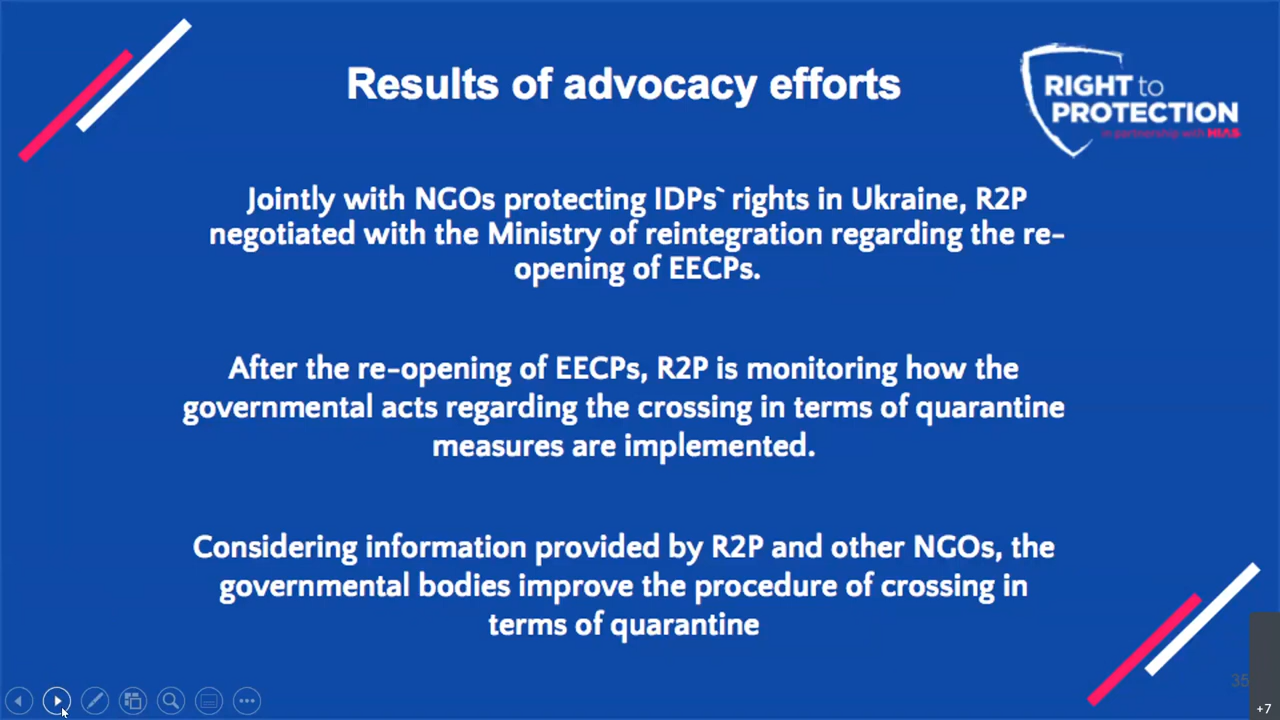 Results of advocacy efforts
RIGHT to
PROTECTION
in partnership with HIAS
Jointly with NGOs protecting IDPs` rights in Ukraine, R2P
negotiated with the Ministry of reintegration regarding the re-
opening of EECPs.
After the re-opening of EECPs, R2P is monitoring how the
governmental acts regarding the crossing in terms of quarantine
measures are implemented.
Considering information provided by R2P and other NGOs, the
governmental bodies improve the procedure of crossing in
terms of quarantine
35
+7